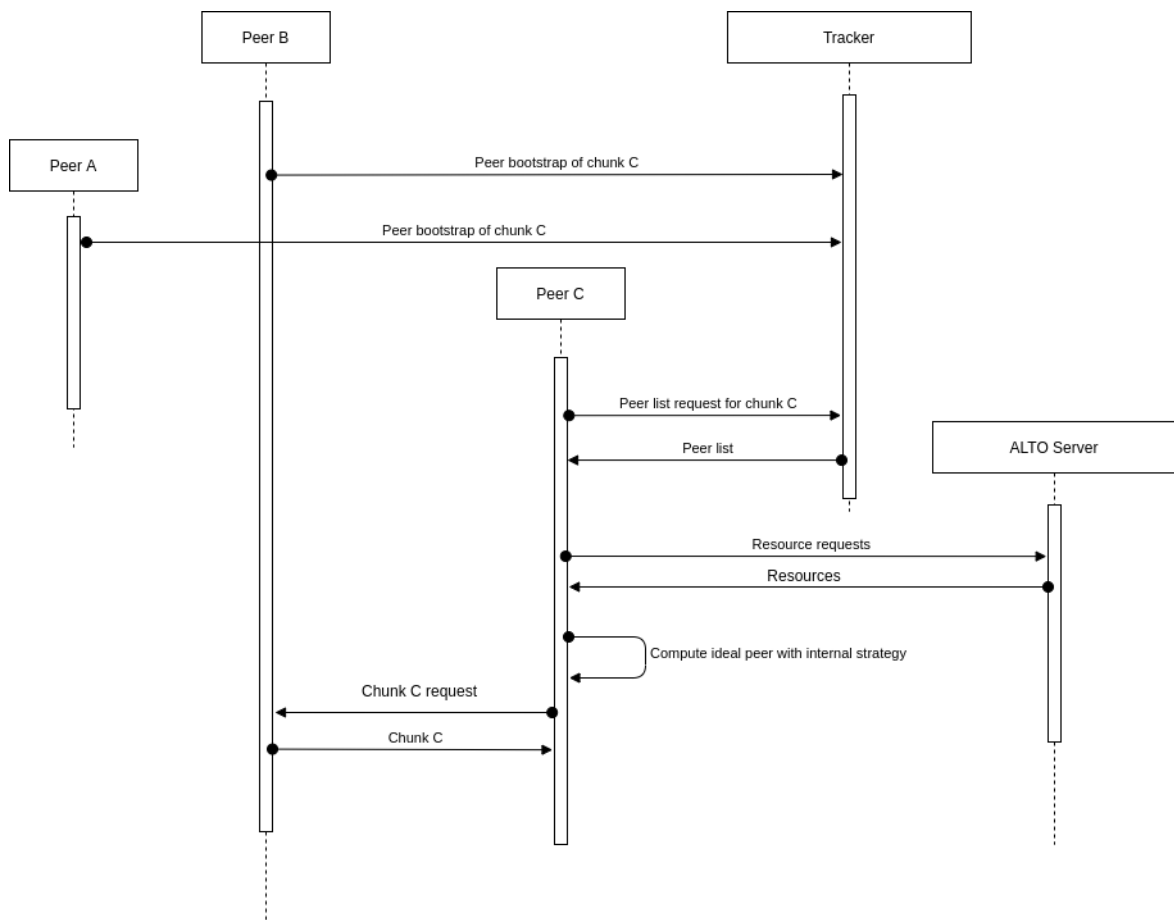 Peer B
Tracker
Peer A
Peer bootstrap of chunk C
Peer bootstrap of chunk C
Peer C
Peer list request for chunk C
Peer list
ALTO Server
Resource requests
Resources
Compute ideal peer with internal strategy
Chunk C request
Chunk C